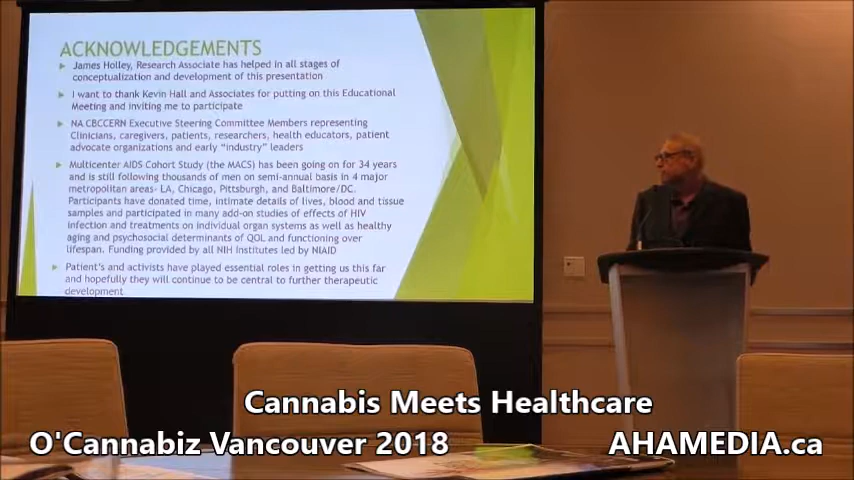 ACKNOWLEDGEMENTS
James Holley, Research Associate has helped in all stages of
conceptualization and development of this presentation
I want to thank Kevin Hall and Associates for putting on this Educational
Meeting and inviting me to participate
NA CBCCERN Executive Steering Committee Members representing
Clinicians, caregivers, patients, researchers, health educators, patient
advocate organizations and early "industry" leaders
Multicenter AIDS Cohort Study (the MACS) has been going on for 34 years
and is still following thousands of men on semi-annual basis in 4 major
metropolitan areas- LA, Chicago, Pittsburgh, and Baltimore/DC.
Participants have donated time, intimate details of lives, blood and tissue
samples and participated in many add-on studies of effects of HIV
infection and treatments on individual organ systems as well as healthy
aging and psychosocial determinants of QOL and functioning over
lifespan. Funding provided by all NIH Institutes led by NIAID
Patient's and activists have played essential roles in getting us this far
and hopefully they will continue to be central to further therapeutic
development
Cannabis Meets Healthcare
O'Cannabiz Vancouver 2018
AHAMEDIA.ca